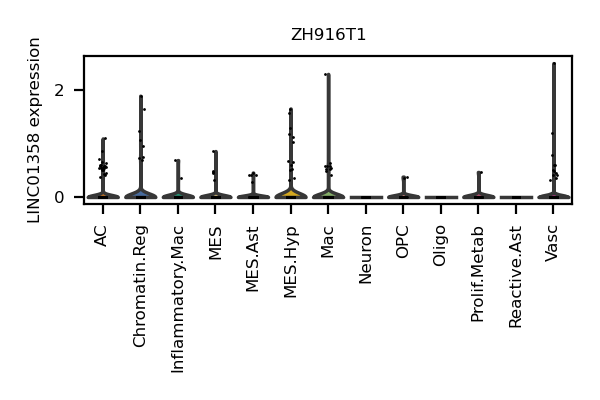 ZH916T1
LINC01358 expression
2
0
AC
Chromatin.Reg
Inflammatory.Mac
MES
MES.Ast
MES.Hyp
Mac
Neuron
OPC
Oligo
Prolif.Metab
Reactive.Ast
Vasc